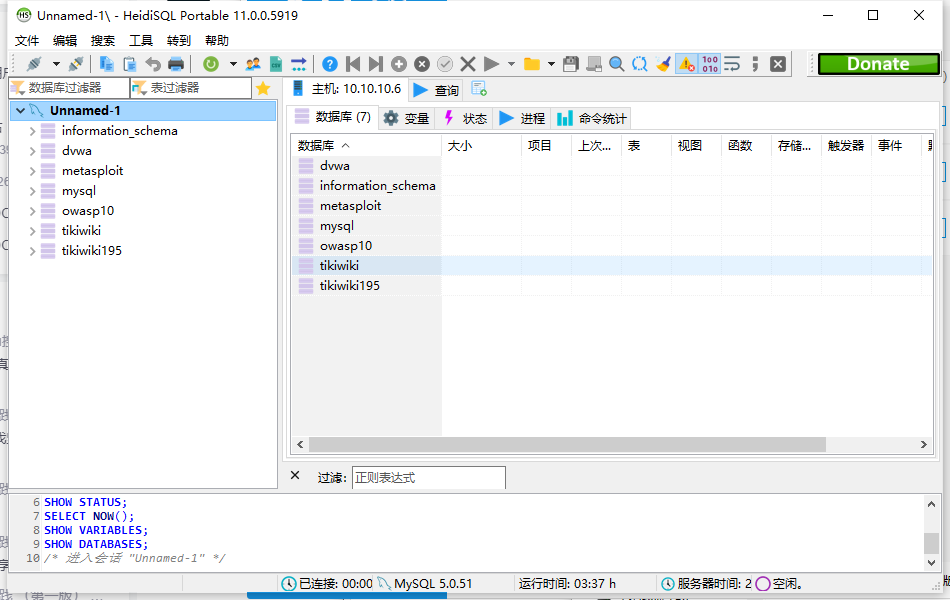 Unnamed-1\ - HeidiSQL Portable 11.0.0.5919
文件 编辑 搜索 工具 转到 帮助
Donate
数据库过滤器 表过滤器
主机: 10.10.10.6 查询
Unnamed-1
information_schema
dvwa
metasploit
mysql
owasp10
tikiwiki
tikiwiki195
数据库 (7) 变量 状态 进程 命令统计
数据库 大小 项目 上次... 表 视图 函数 存储... 触发器 事件
dvwa
information_schema
metasploit
mysql
owasp10
tikiwiki
tikiwiki195
过滤: 正则表达式
6 SHOW STATUS;
7 SELECT NOW();
8 SHOW VARIABLES;
9 SHOW DATABASES;
10 /* 进入会话 "Unnamed-1" */
已连接: 00:00 MySQL 5.0.51 运行时间: 03:37 h 服务器时间: 2 空闲。